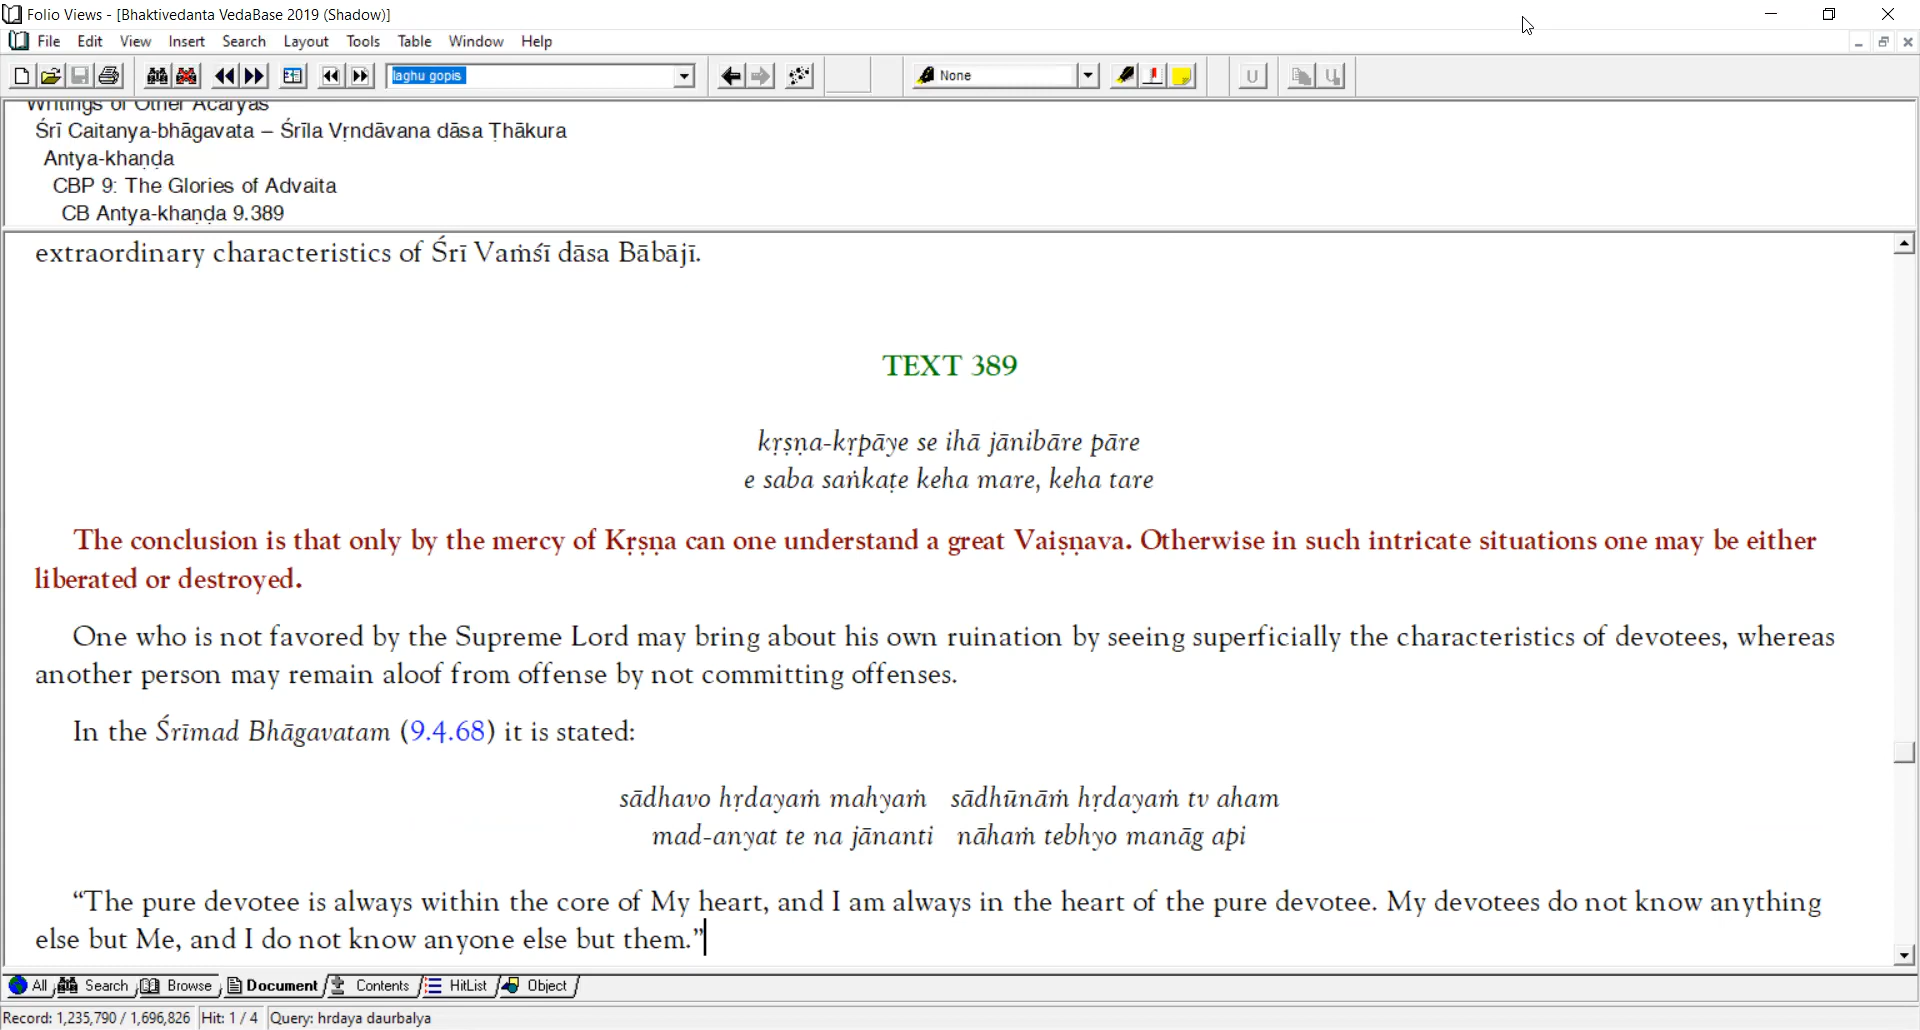 Folio Views - [Bhaktivedanta VedaBase 2019 (Shadow)]
File Edit View Insert Search Layout Tools Table Window Help
laghu gopis
None
U
Writings of Other Ācāryas
Śrī Caitanya-bhāgavata – Śrīla Vṛndāvana dāsa Ṭhākura
Antya-khaṇḍa
CBP 9: The Glories of Advaita
CB Antya-khaṇḍa 9.389
extraordinary characteristics of Śrī Vaṁśī dāsa Bābājī.
TEXT 389
kṛṣṇa-kṛpāye se ihā jānibāre pāre
e saba saṅkaṭe keha mare, keha tare
The conclusion is that only by the mercy of Kṛṣṇa can one understand a great Vaiṣṇava. Otherwise in such intricate situations one may be either
liberated or destroyed.
One who is not favored by the Supreme Lord may bring about his own ruination by seeing superficially the characteristics of devotees, whereas
another person may remain aloof from offense by not committing offenses.
In the Śrīmad Bhāgavatam (9.4.68) it is stated:
sādhavo hṛdayaṁ mahyaṁ sādhūnāṁ hṛdayaṁ tv aham
mad-anyat te na jānanti nāhaṁ tebhyo manāg api
“The pure devotee is always within the core of My heart, and I am always in the heart of the pure devotee. My devotees do not know anything
else but Me, and I do not know anyone else but them.”
All Search Browse Document Contents HitList Object
Record: 1,235,790 / 1,696,826 Hit: 1 / 4 Query: hrdaya daurbalya